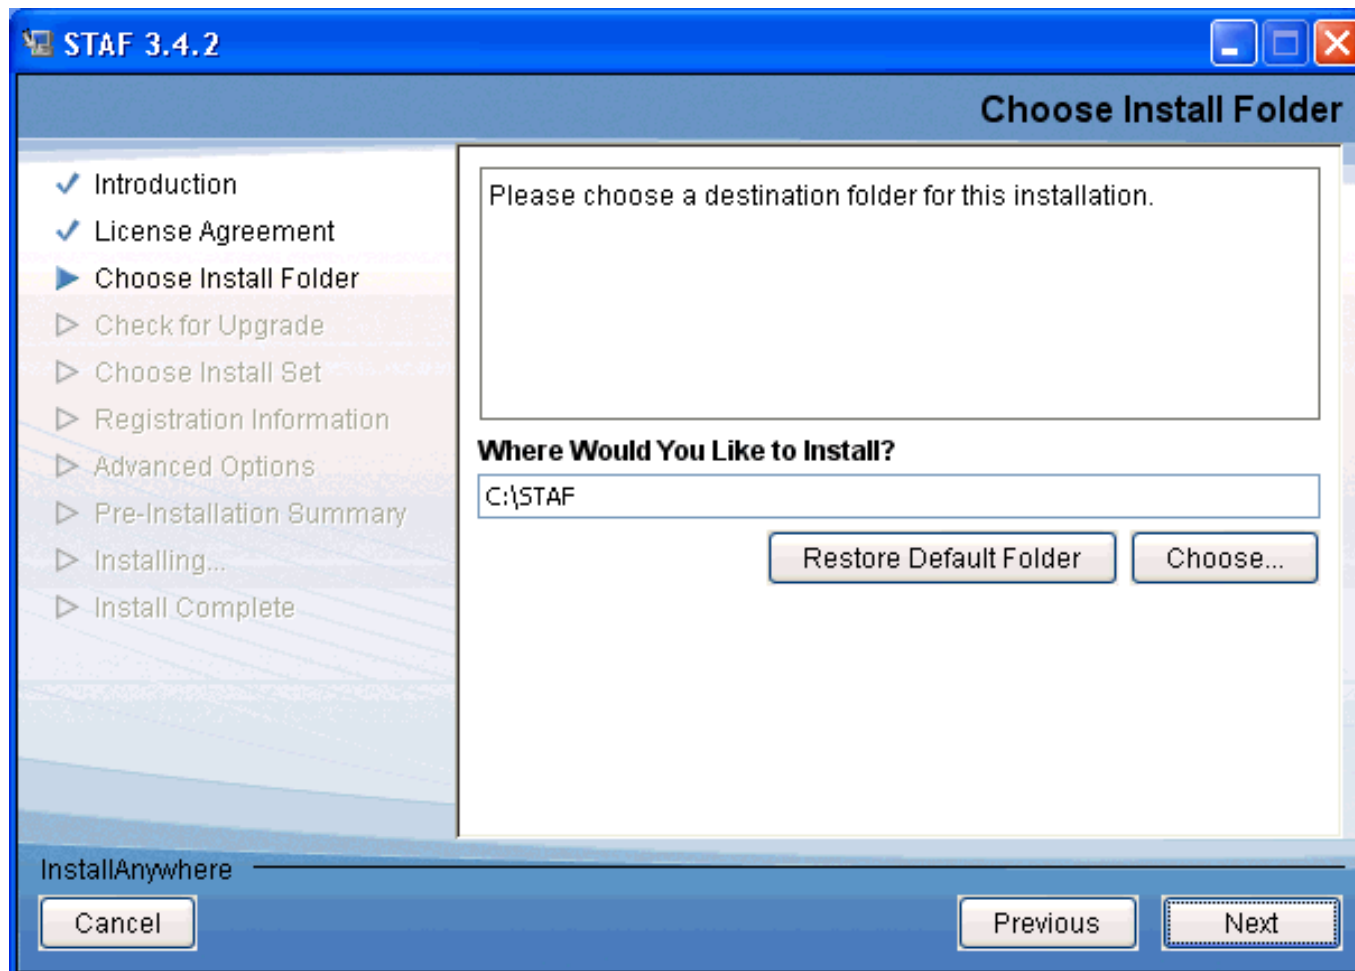 STAF 3.4.2
Choose Install Folder
Introduction
License Agreement
Choose Install Folder
Check for Upgrade
Choose Install Set
Registration Information
Advanced Options
Pre-Installation Summary
Installing...
Install Complete
Please choose a destination folder for this installation.
Where Would You Like to Install?
C:\STAF
Restore Default Folder
Choose...
InstallAnywhere
Cancel
Previous
Next